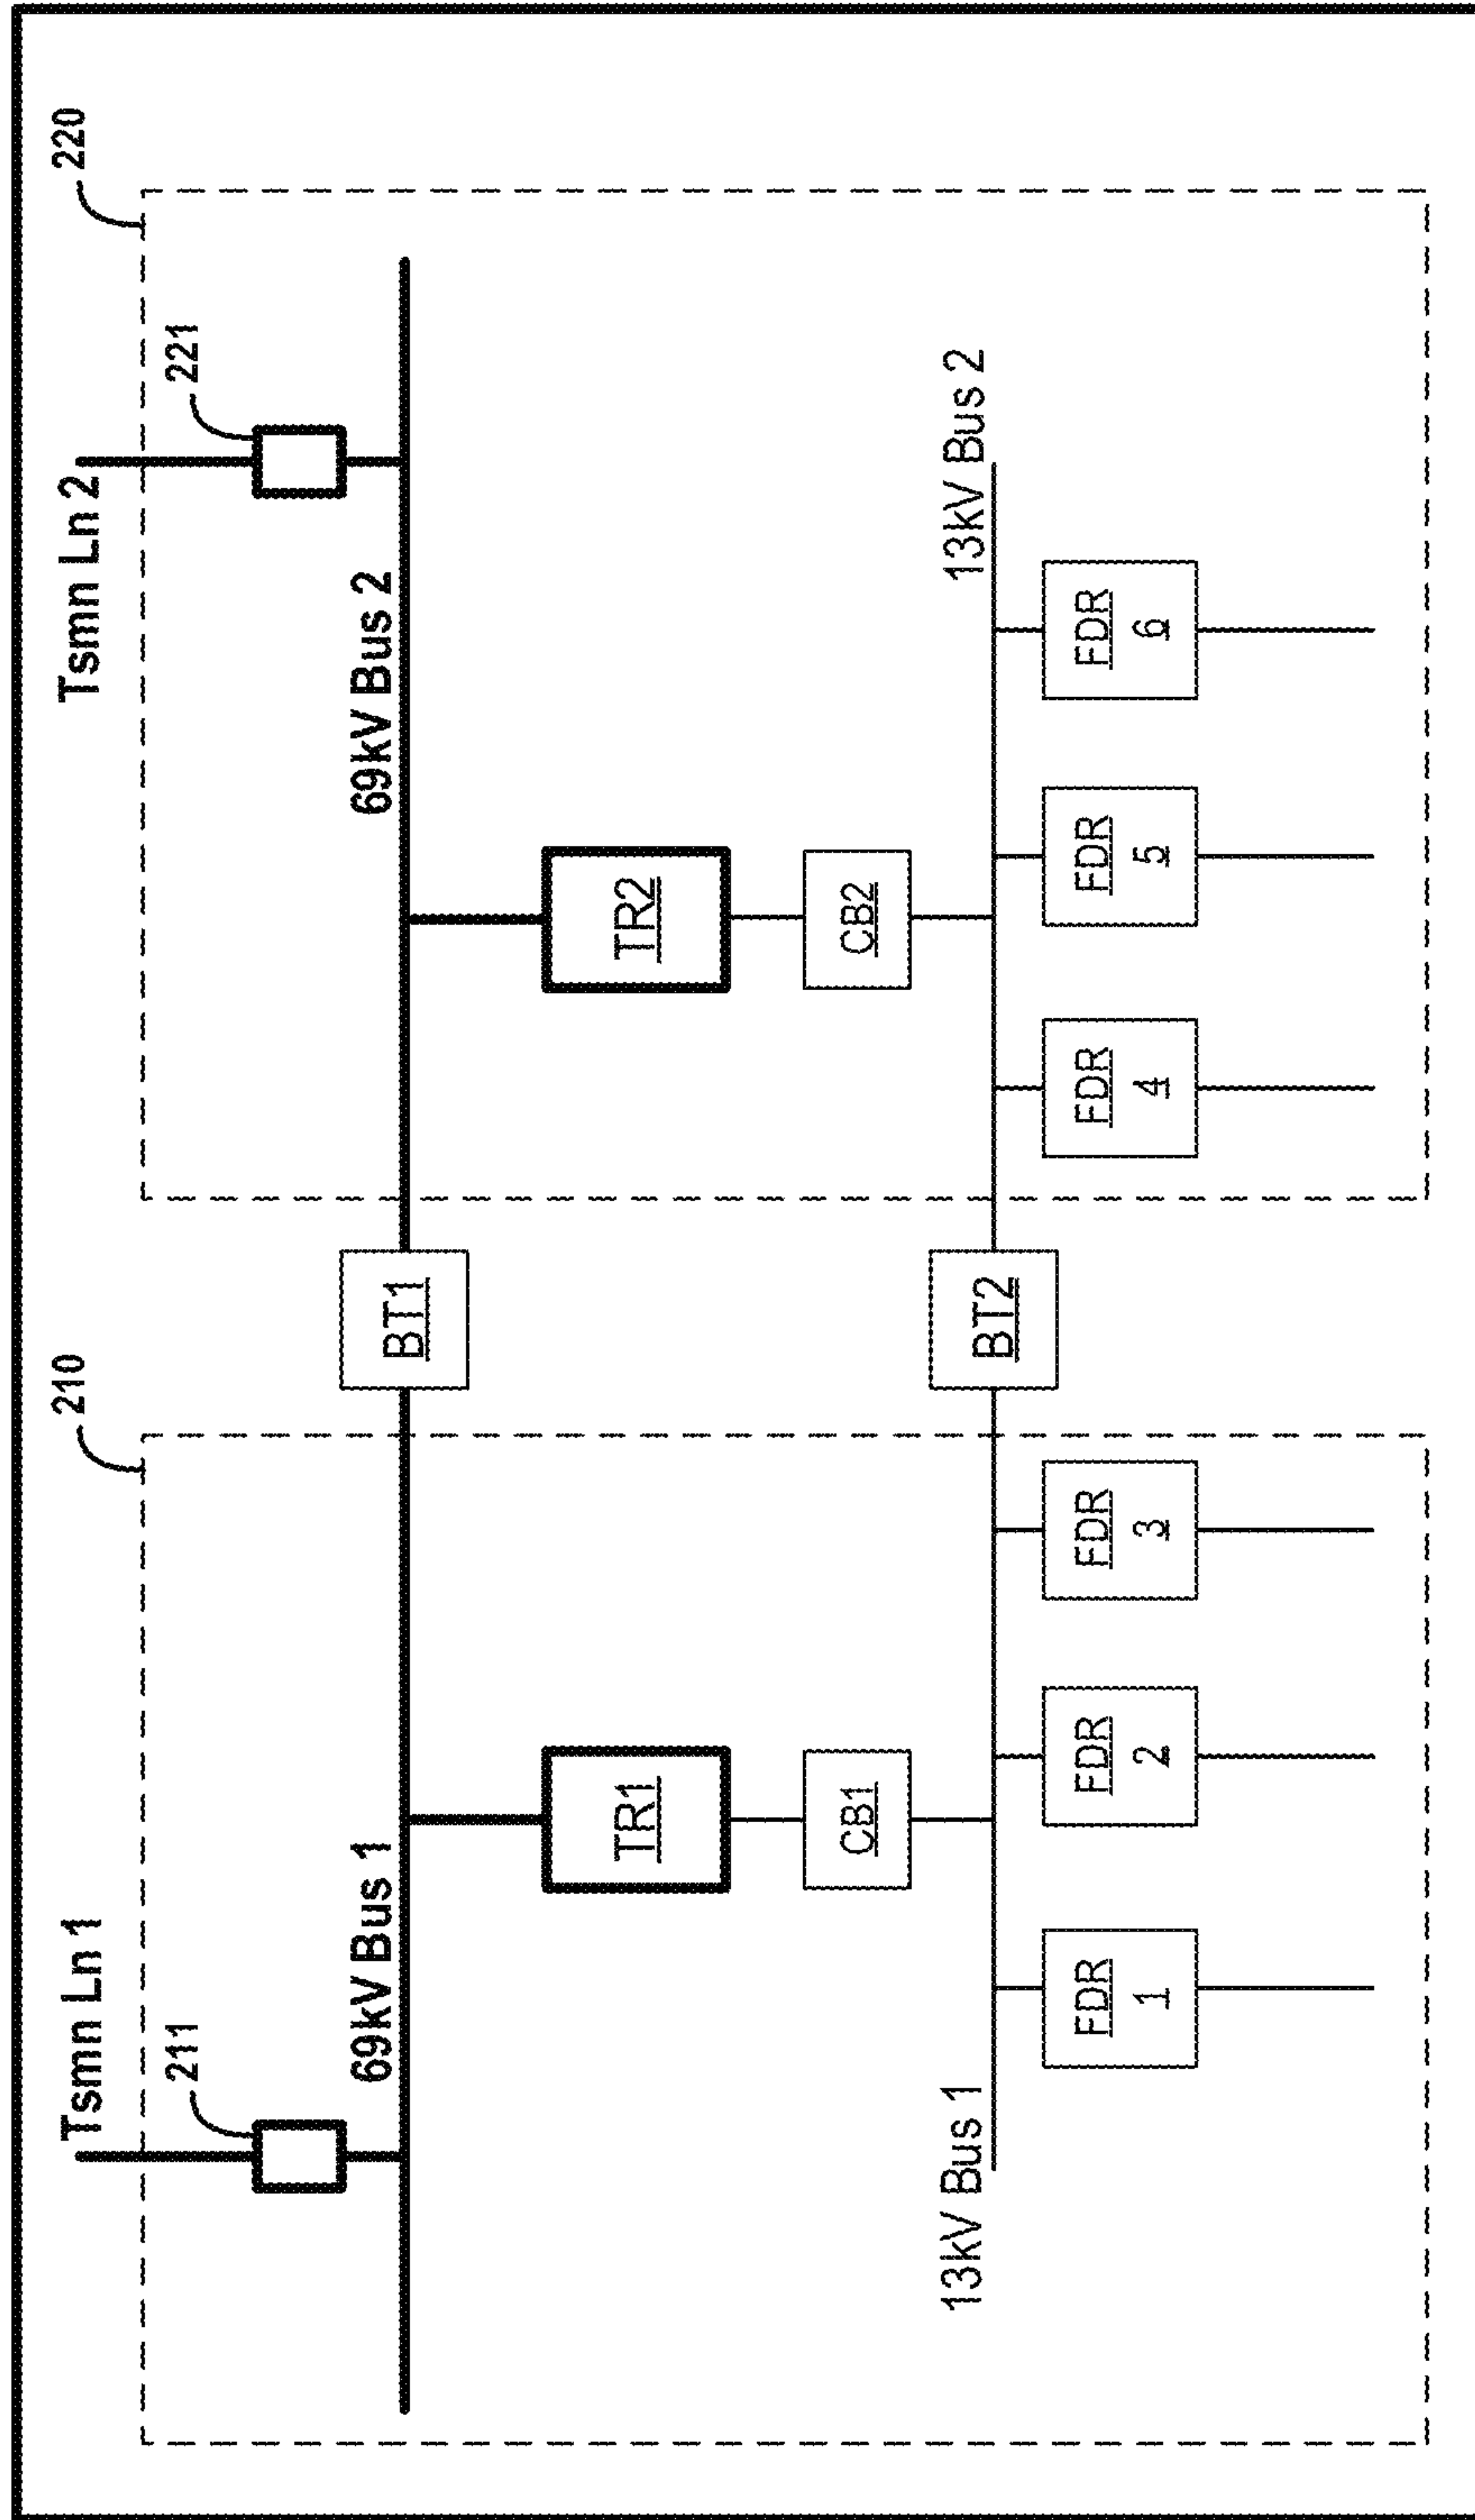 210
220
Tsmn Ln 1
Tsmn Ln 2
211
221
69kV Bus 1
69kV Bus 2
BT1
TR1
TR2
CB1
CB2
13kV Bus 1
13kV Bus 2
BT2
FDR
1
FDR
2
FDR
3
FDR
4
FDR
5
FDR
6